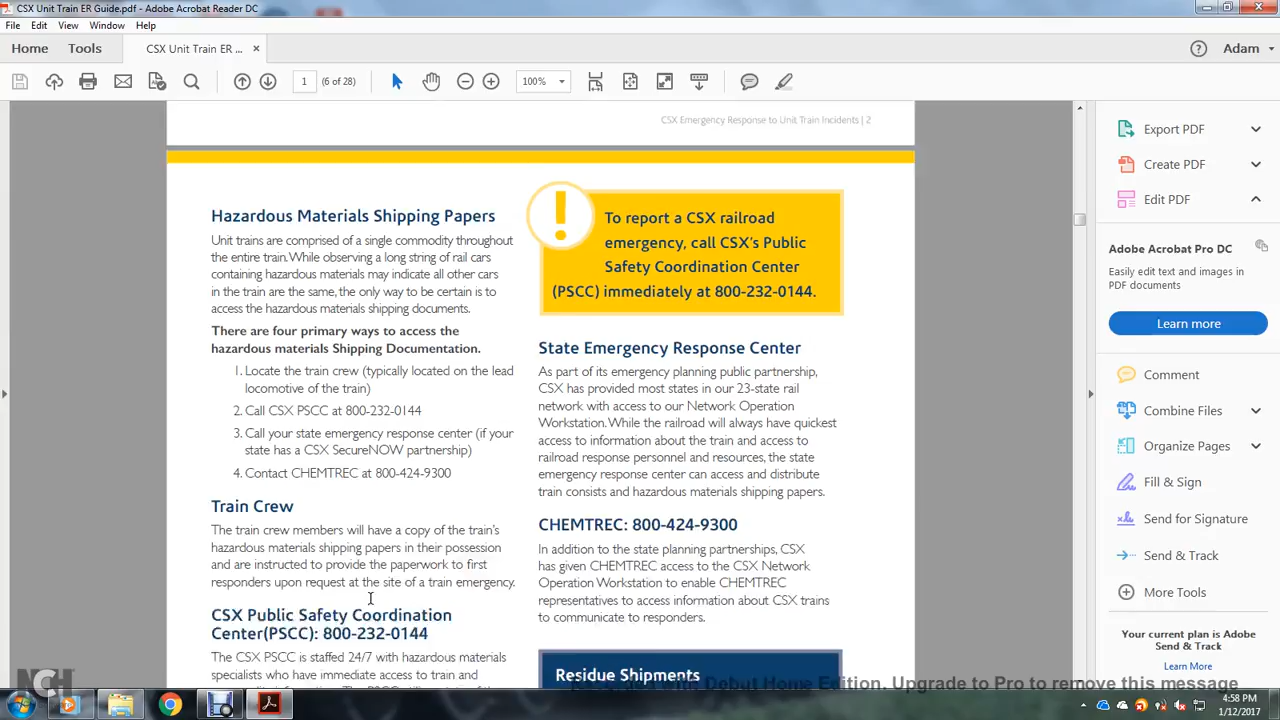 CSX Unit Train ER Guide.pdf - Adobe Acrobat Reader DC
File Edit View Window Help
Home Tools CSX Unit Train ER ... × ? Adam
1 (6 of 28) 100%
CSX Emergency Response to Unit Train Incidents | 2
Hazardous Materials Shipping Papers
Unit trains are comprised of a single commodity throughout
the entire train. While observing a long string of rail cars
containing hazardous materials may indicate all other cars
in the train are the same, the only way to be certain is to
access the hazardous materials shipping documents.
There are four primary ways to access the
hazardous materials Shipping Documentation.
1. Locate the train crew (typically located on the lead
locomotive of the train)
2. Call CSX PSCC at 800-232-0144
3. Call your state emergency response center (if your
state has a CSX SecureNOW partnership)
4. Contact CHEMTREC at 800-424-9300
Train Crew
The train crew members will have a copy of the train's
hazardous materials shipping papers in their possession
and are instructed to provide the paperwork to first
responders upon request at the site of a train emergency.
CSX Public Safety Coordination
Center(PSCC): 800-232-0144
The CSX PSCC is staffed 24/7 with hazardous materials
specialists who have immediate access to train and
!
To report a CSX railroad
emergency, call CSX's Public
Safety Coordination Center
(PSCC) immediately at 800-232-0144.
State Emergency Response Center
As part of its emergency planning public partnership,
CSX has provided most states in our 23-state rail
network with access to our Network Operation
Workstation. While the railroad will always have quickest
access to information about the train and access to
railroad response personnel and resources, the state
emergency response center can access and distribute
train consists and hazardous materials shipping papers.
CHEMTREC: 800-424-9300
In addition to the state planning partnerships, CSX
has given CHEMTREC access to the CSX Network
Operation Workstation to enable CHEMTREC
representatives to access information about CSX trains
to communicate to responders.
Residue Shipments
Export PDF
Create PDF
Edit PDF
Adobe Acrobat Pro DC
Easily edit text and images in
PDF documents
Learn more
Comment
Combine Files
Organize Pages
Fill & Sign
Send for Signature
Send & Track
More Tools
Your current plan is Adobe
Send & Track
Learn More
NCH
Debut Home Edition. Upgrade to Pro to remove this message
4:58 PM
1/12/2017